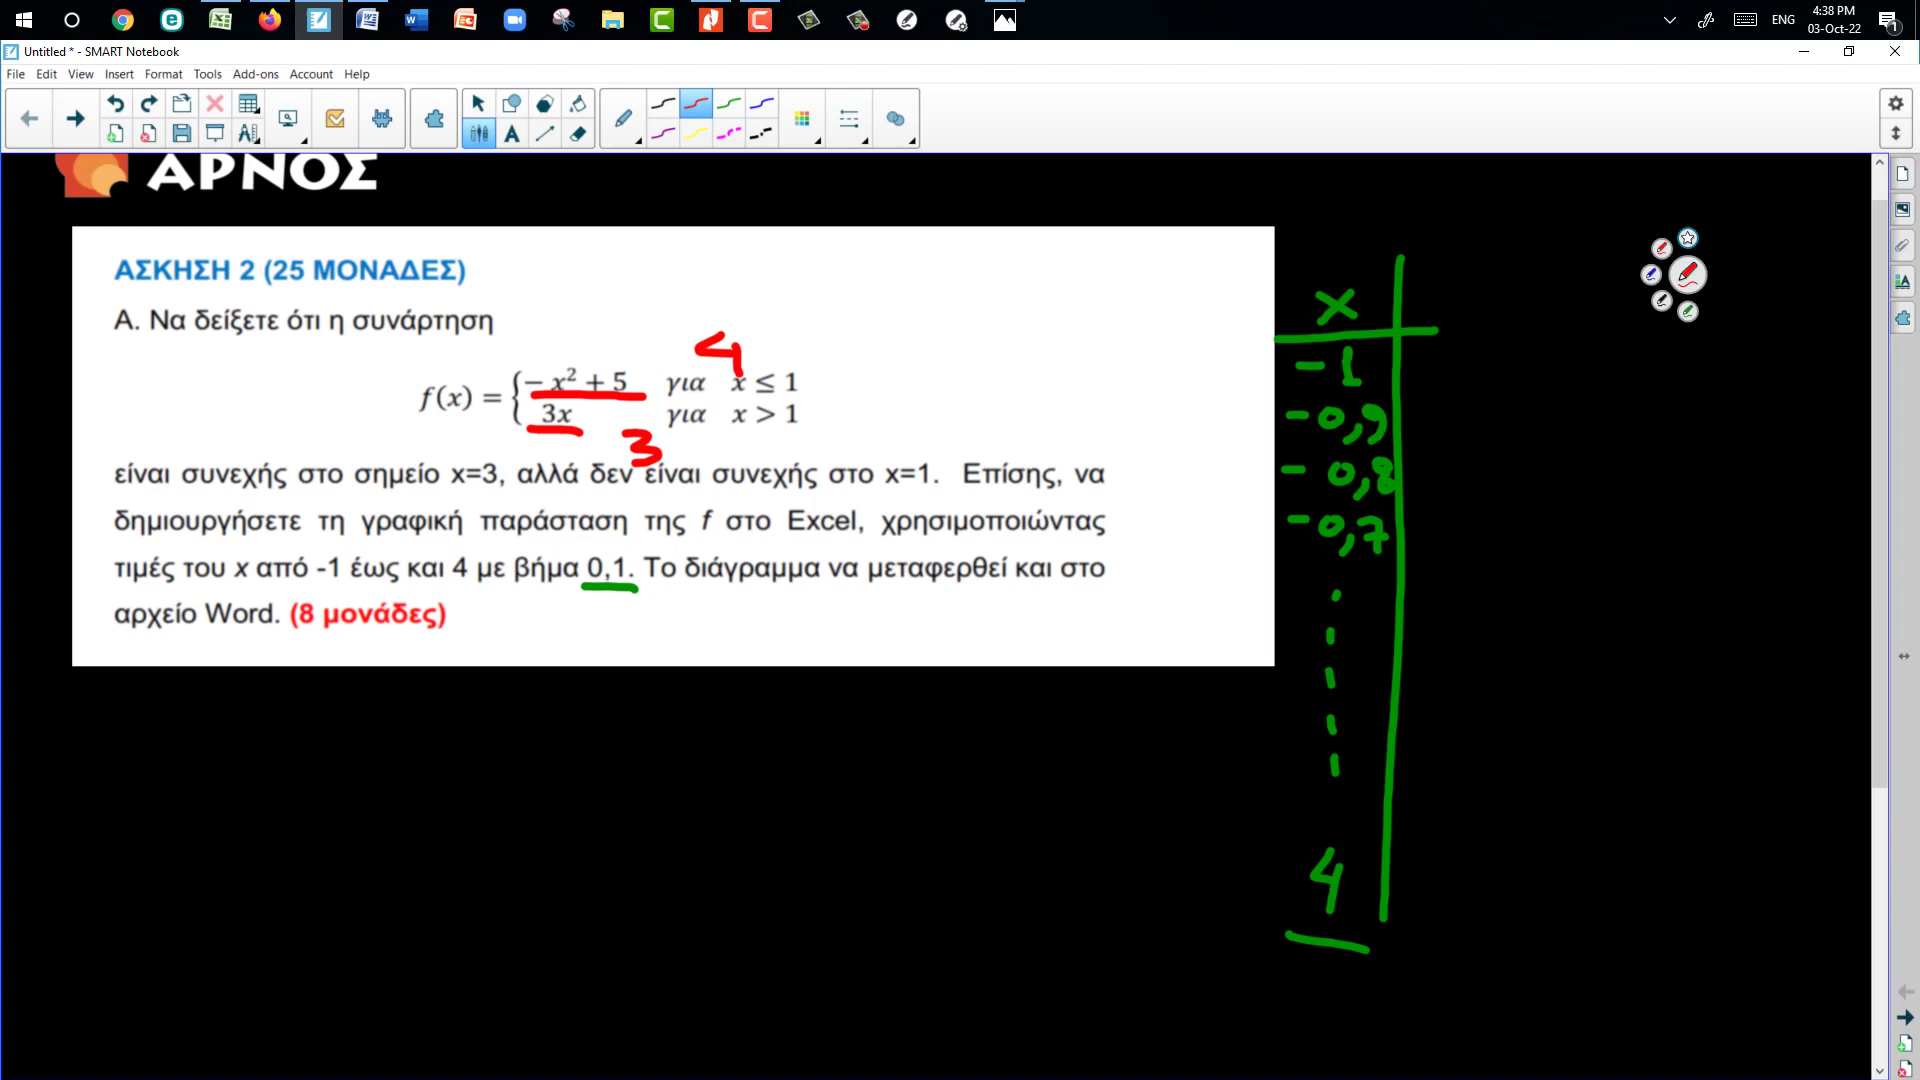 ENG
4:38 PM
03-Oct-22
1
Untitled * - SMART Notebook
File Edit View Insert Format Tools Add-ons Account Help
ΑΡΝΟΣ
ΑΣΚΗΣΗ 2 (25 ΜΟΝΑΔΕΣ)
Α. Να δείξετε ότι η συνάρτηση
4
f(x) = { − x² + 5 για x ≤ 1
3x για x > 1
3
είναι συνεχής στο σημείο x=3, αλλά δεν είναι συνεχής στο x=1. Επίσης, να
δημιουργήσετε τη γραφική παράσταση της f στο Excel, χρησιμοποιώντας
τιμές του x από -1 έως και 4 με βήμα 0,1. Το διάγραμμα να μεταφερθεί και στο
αρχείο Word. (8 μονάδες)
x
-1
-0,9
-0,8
-0,7
4